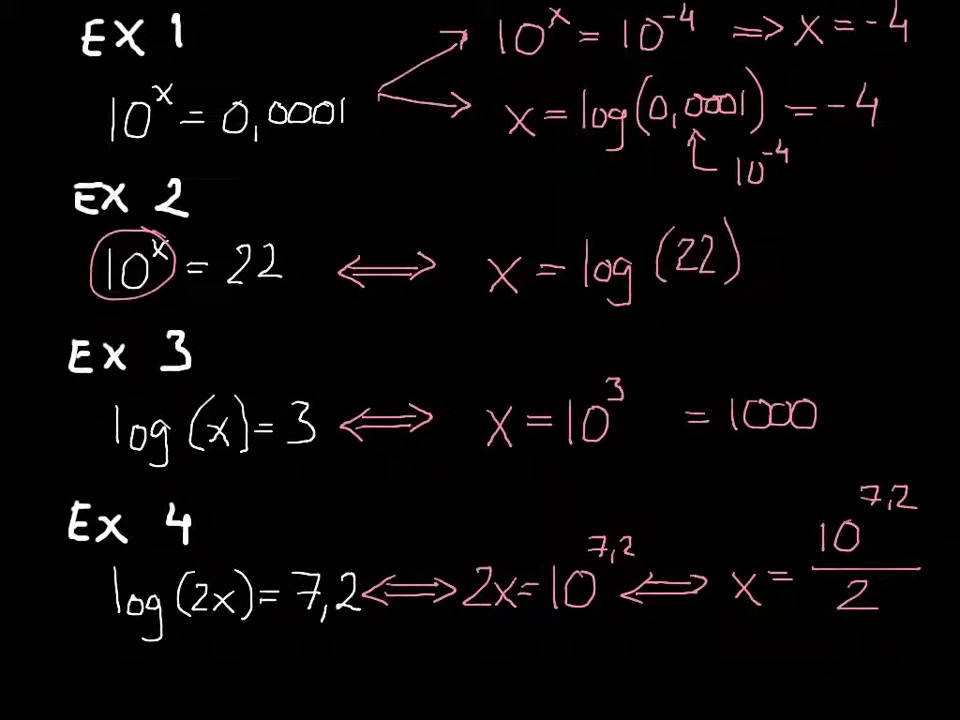 EX 1
10^x = 0,0001 → 10^x = 10^-4 => x = -4
→ x = log(0,0001) = -4
10^-4
EX 2
10^x = 22 <=> x = log(22)
Ex 3
log(x) = 3 <=> x = 10^3 = 1000
Ex 4
log(2x) = 7,2 <=> 2x = 10^7,2 <=> x = 10^7,2 / 2